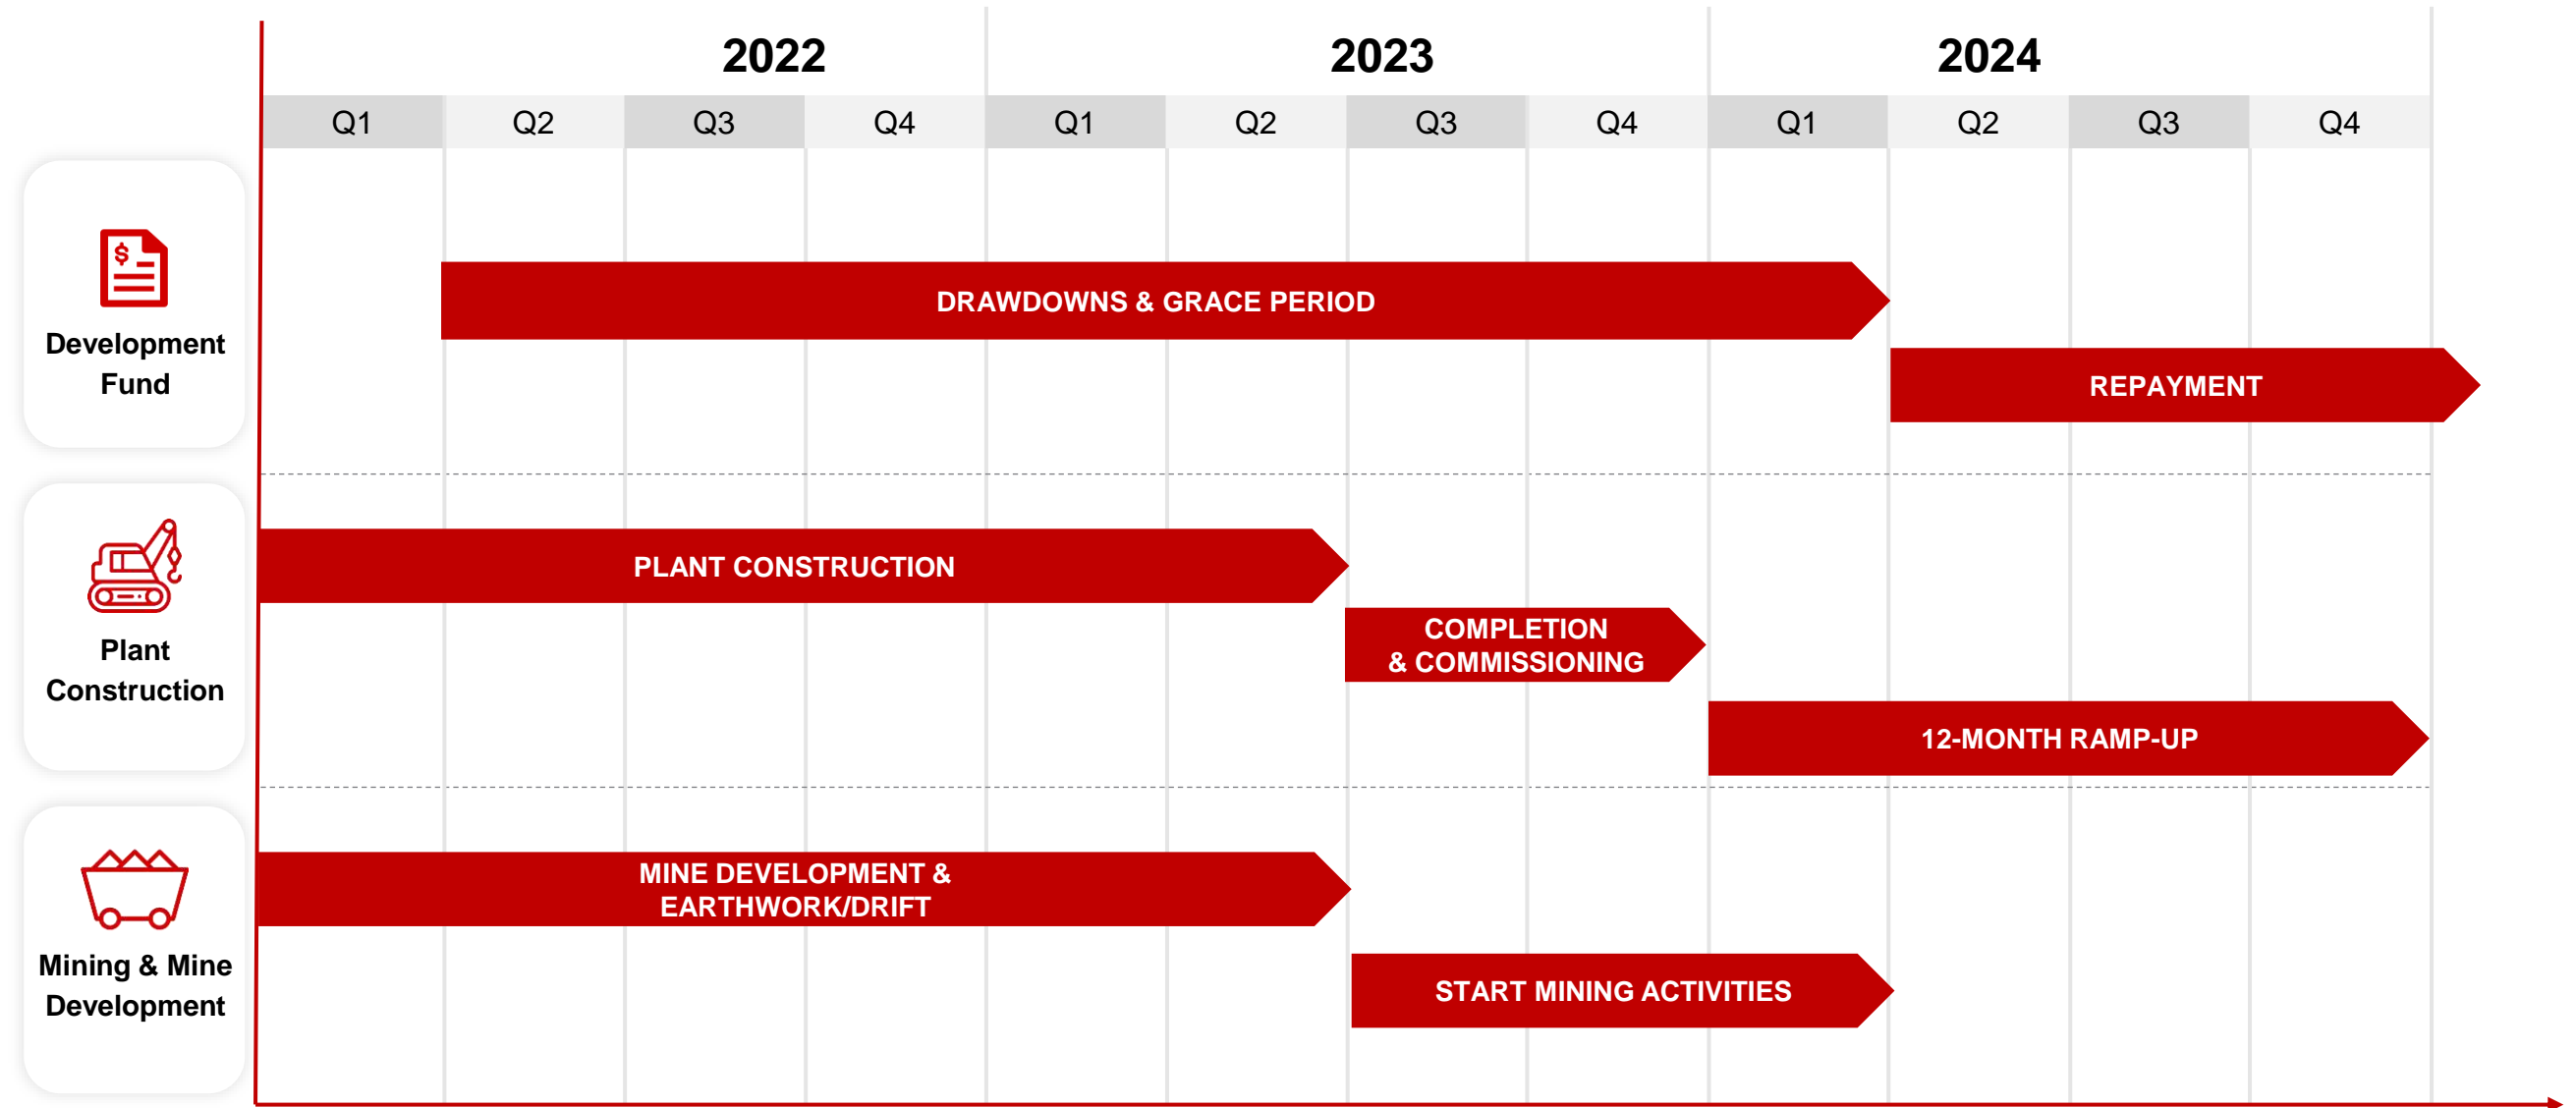 2022
2023
2024
Q1
Q2
Q3
Q4
Q1
Q2
Q3
Q4
Q1
Q2
Q3
Q4
$
Development
Fund
DRAWDOWNS & GRACE PERIOD
REPAYMENT
Plant
Construction
PLANT CONSTRUCTION
COMPLETION
& COMMISSIONING
12-MONTH RAMP-UP
Mining & Mine
Development
MINE DEVELOPMENT &
EARTHWORK/DRIFT
START MINING ACTIVITIES